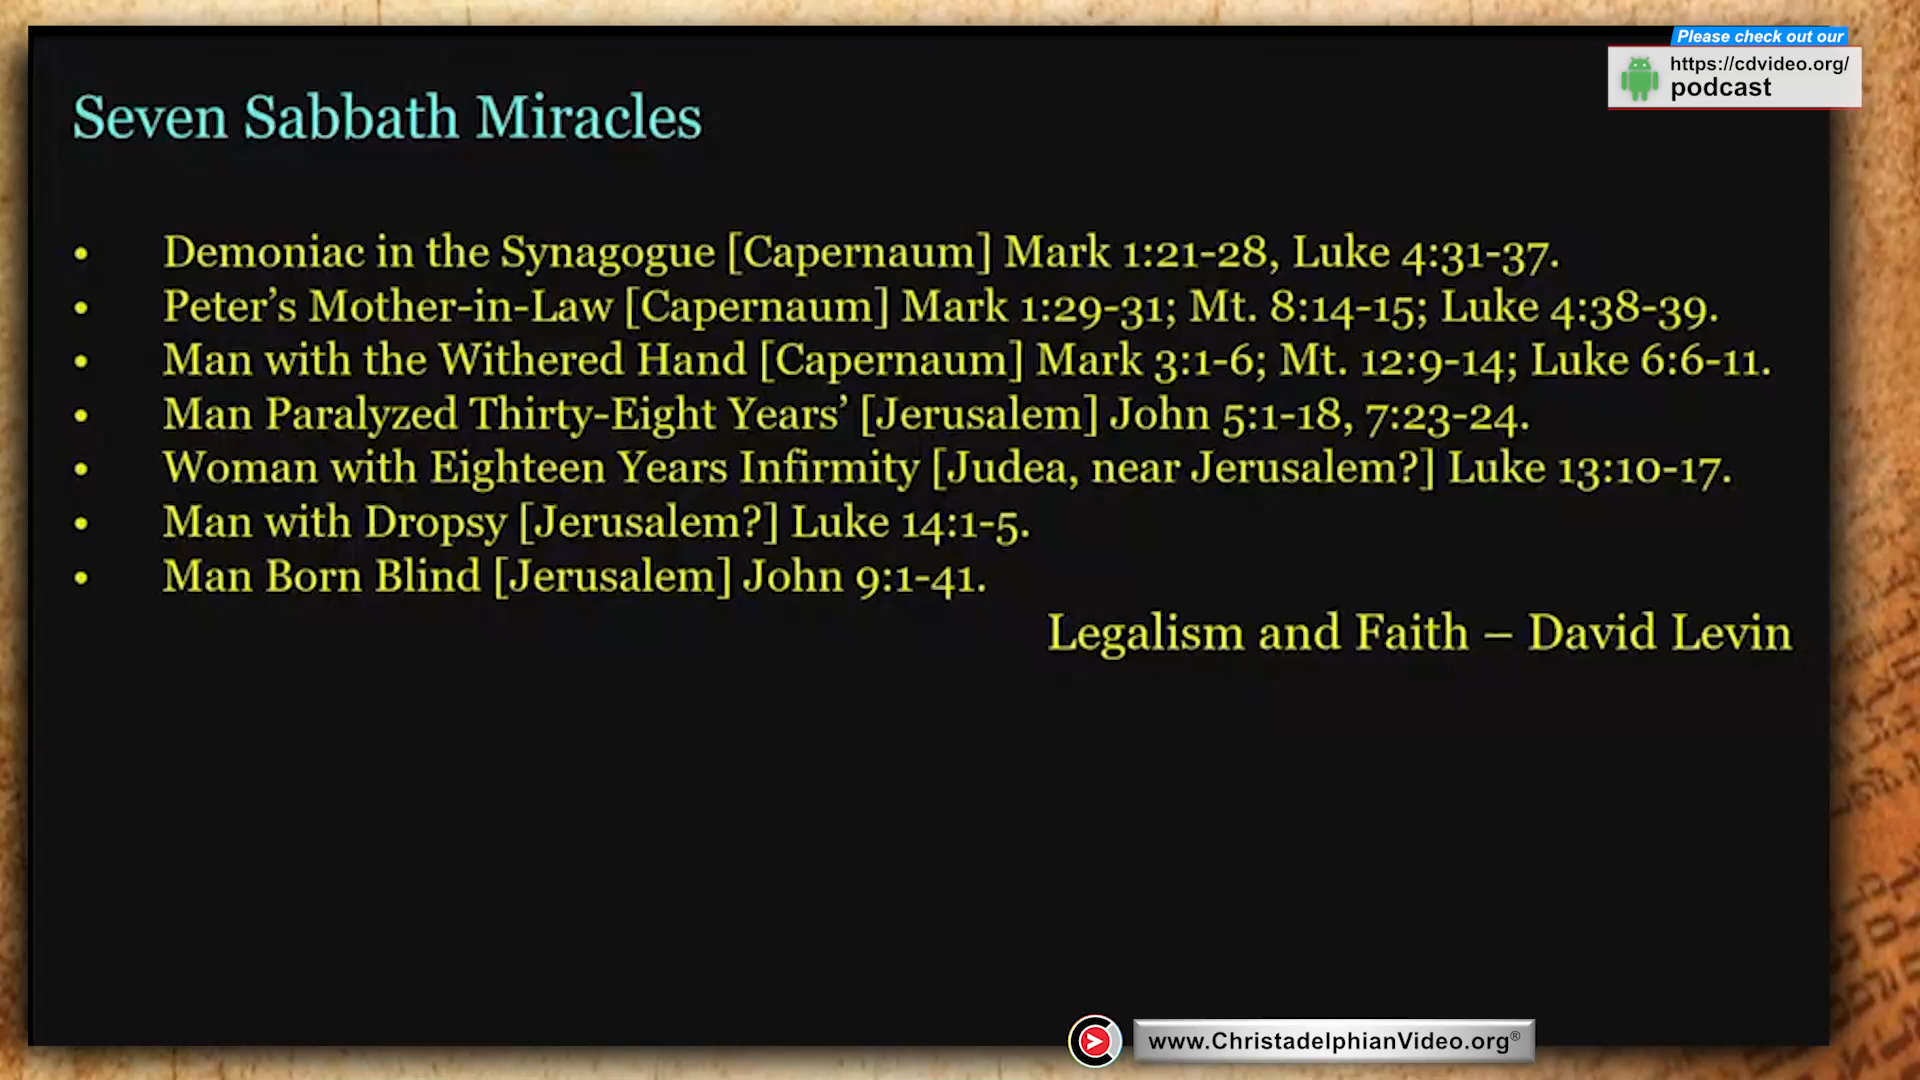 Please check out our
https://cdvideo.org/
podcast
Seven Sabbath Miracles
• Demoniac in the Synagogue [Capernaum] Mark 1:21-28, Luke 4:31-37.
• Peter’s Mother-in-Law [Capernaum] Mark 1:29-31; Mt. 8:14-15; Luke 4:38-39.
• Man with the Withered Hand [Capernaum] Mark 3:1-6; Mt. 12:9-14; Luke 6:6-11.
• Man Paralyzed Thirty-Eight Years’ [Jerusalem] John 5:1-18, 7:23-24.
• Woman with Eighteen Years Infirmity [Judea, near Jerusalem?] Luke 13:10-17.
• Man with Dropsy [Jerusalem?] Luke 14:1-5.
• Man Born Blind [Jerusalem] John 9:1-41.
Legalism and Faith – David Levin
www.ChristadelphianVideo.org®